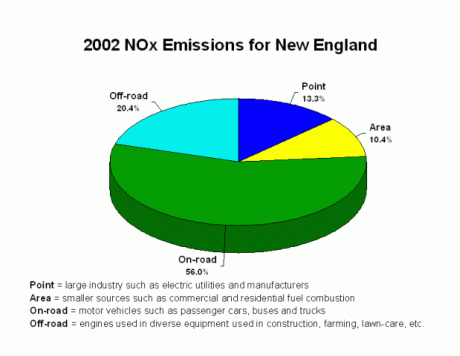 2002 NOx Emissions for New England
Off-road
20.4%
Point
13.3%
Area
10.4%
On-road
56.0%
Point = large industry such as electric utilities and manufacturers
Area = smaller sources such as commercial and residential fuel combustion
On-road = motor vehicles such as passenger cars, buses and trucks
Off-road = engines used in diverse equipment used in construction, farming, lawn-care, etc.